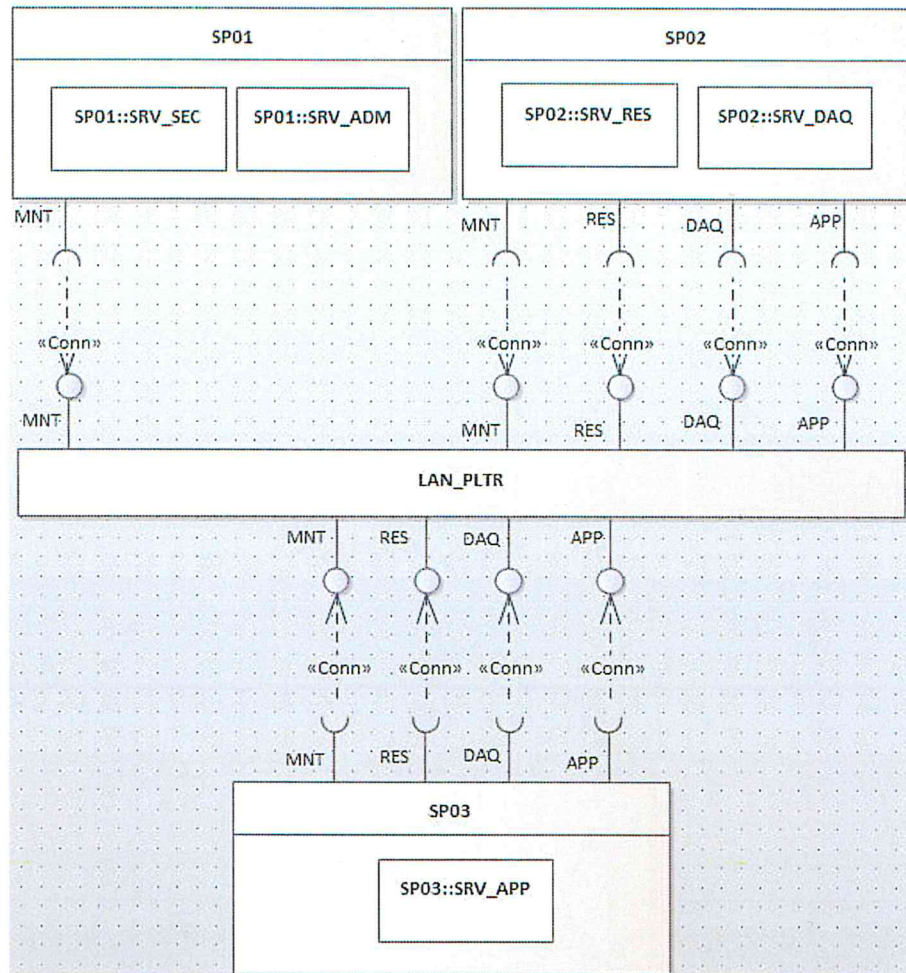 SP01 SP02
SP01::SRV_SEC SP01::SRV_ADM SP02::SRV_RES SP02::SRV_DAQ
MNT MNT RES DAQ APP
«Conn» «Conn» «Conn» «Conn» «Conn»
MNT MNT RES DAQ APP
LAN_PLTR
MNT RES DAQ APP
«Conn» «Conn» «Conn» «Conn»
MNT RES DAQ APP
SP03
SP03::SRV_APP